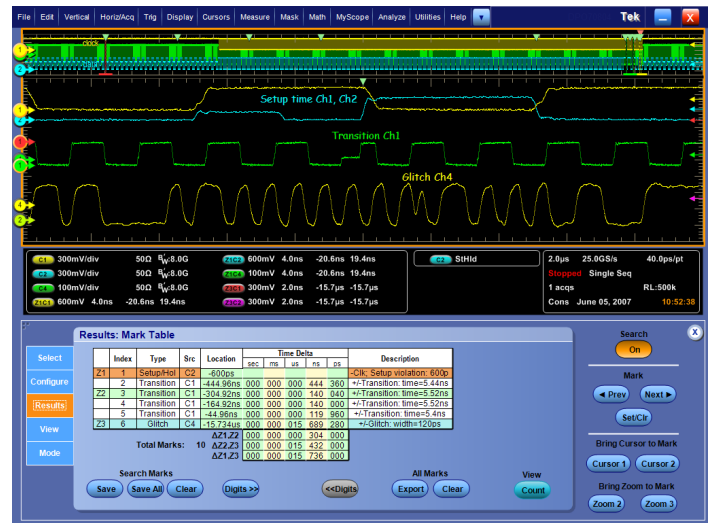 File Edit Vertical Horiz/Acq Trig Display Cursors Measure Mask Math MyScope Analyze Utilities Help Tek X
clock
Setup time Ch1, Ch2
Transition Ch1
Glitch Ch4
C1 300mV/div 50Ω BW:8.0G Z1C2 600mV 4.0ns -20.6ns 19.4ns C2 StHld 2.0µs 25.0GS/s 40.0ps/pt
C2 300mV/div 50Ω BW:8.0G Z1C4 100mV 4.0ns -20.6ns 19.4ns Stopped Single Seq
C4 100mV/div 50Ω BW:8.0G Z3C1 300mV 2.0ns -15.7µs -15.7µs 1 acqs RL:500k
Z1C1 600mV 4.0ns -20.6ns 19.4ns Z3C2 300mV 2.0ns -15.7µs -15.7µs Cons June 05, 2007 10:52:38
Results: Mark Table
Select
Configure
Results
View
Mode
Time Delta
Index Type Src Location sec ms us ns ps Description
Z1 1 Setup/Hol C2 -600ps -Clk; Setup violation: 600p
2 Transition C1 -444.96ns 000 000 000 444 360 +/-Transition: time=5.44ns
Z2 3 Transition C1 -304.92ns 000 000 000 140 040 +/-Transition: time=5.52ns
4 Transition C1 -164.92ns 000 000 000 140 000 +/-Transition: time=5.52ns
5 Transition C1 -44.96ns 000 000 000 119 960 +/-Transition: time=5.4ns
Z3 6 Glitch C4 -15.734us 000 000 015 689 280 +/-Glitch: width=120ps
ΔZ1,Z2 000 000 000 304 000
Total Marks: 10 ΔZ2,Z3 000 000 015 432 000
ΔZ1,Z3 000 000 015 736 000
Search Marks
Save Save All Clear
Digits >>
<<Digits
All Marks
Export Clear
View
Count
Search
On
X
Mark
◄ Prev Next ►
Set/Clr
Bring Cursor to Mark
Cursor 1 Cursor 2
Bring Zoom to Mark
Zoom 2 Zoom 3